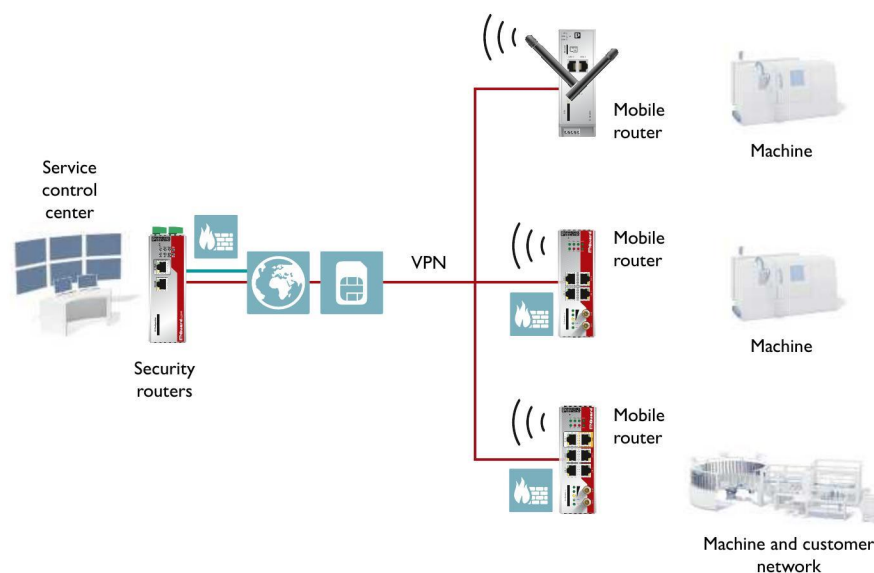 Mobile
router
Machine
Service
control
center
Mobile
router
VPN
Machine
Security
routers
Mobile
router
Machine and customer
network